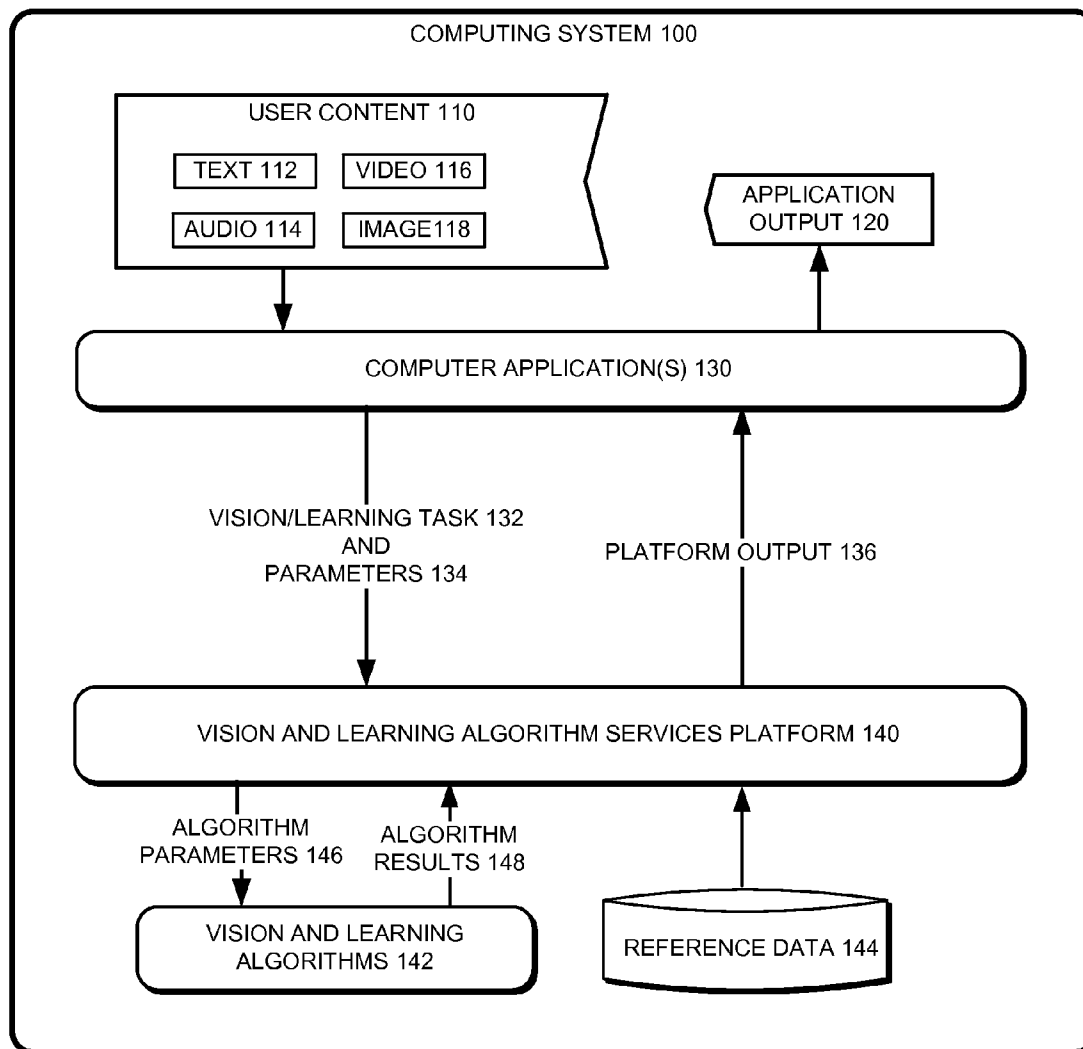 COMPUTING SYSTEM 100
USER CONTENT 110
TEXT 112
VIDEO 116
AUDIO 114
IMAGE118
APPLICATION
OUTPUT 120
COMPUTER APPLICATION(S) 130
VISION/LEARNING TASK 132
AND
PARAMETERS 134
PLATFORM OUTPUT 136
VISION AND LEARNING ALGORITHM SERVICES PLATFORM 140
ALGORITHM
PARAMETERS 146
ALGORITHM
RESULTS 148
VISION AND LEARNING
ALGORITHMS 142
REFERENCE DATA 144